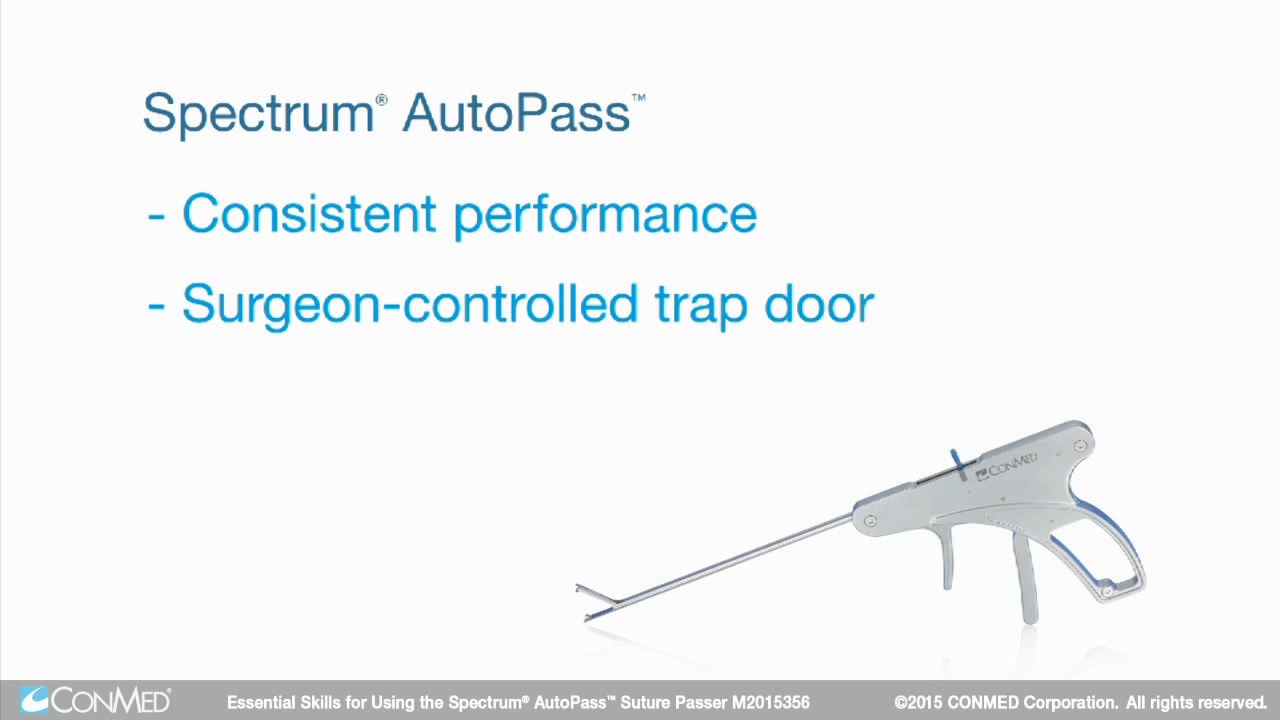 Spectrum® AutoPass™
- Consistent performance
- Surgeon-controlled trap door
CONMED
CONMED® Essential Skills for Using the Spectrum® AutoPass™ Suture Passer M2015356 ©2015 CONMED Corporation. All rights reserved.